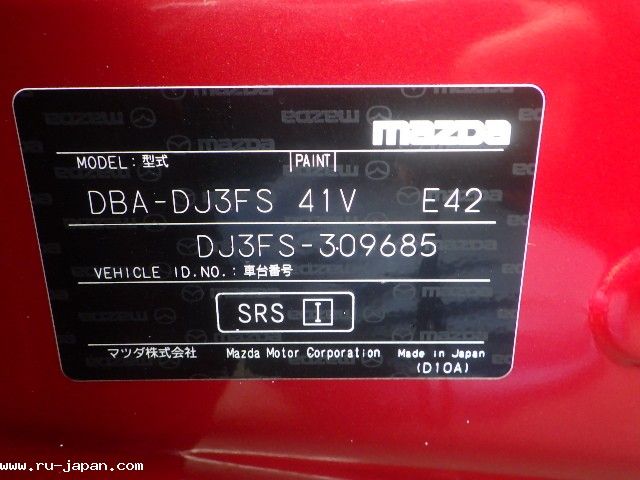 mazda
MODEL: 型式 PAINT
DBA-DJ3FS 41V E42
DJ3FS-309685
VEHICLE ID.NO.: 車台番号
SRS I
マツダ株式会社 Mazda Motor Corporation Made in Japan
(D10A)
www.ru-japan.com